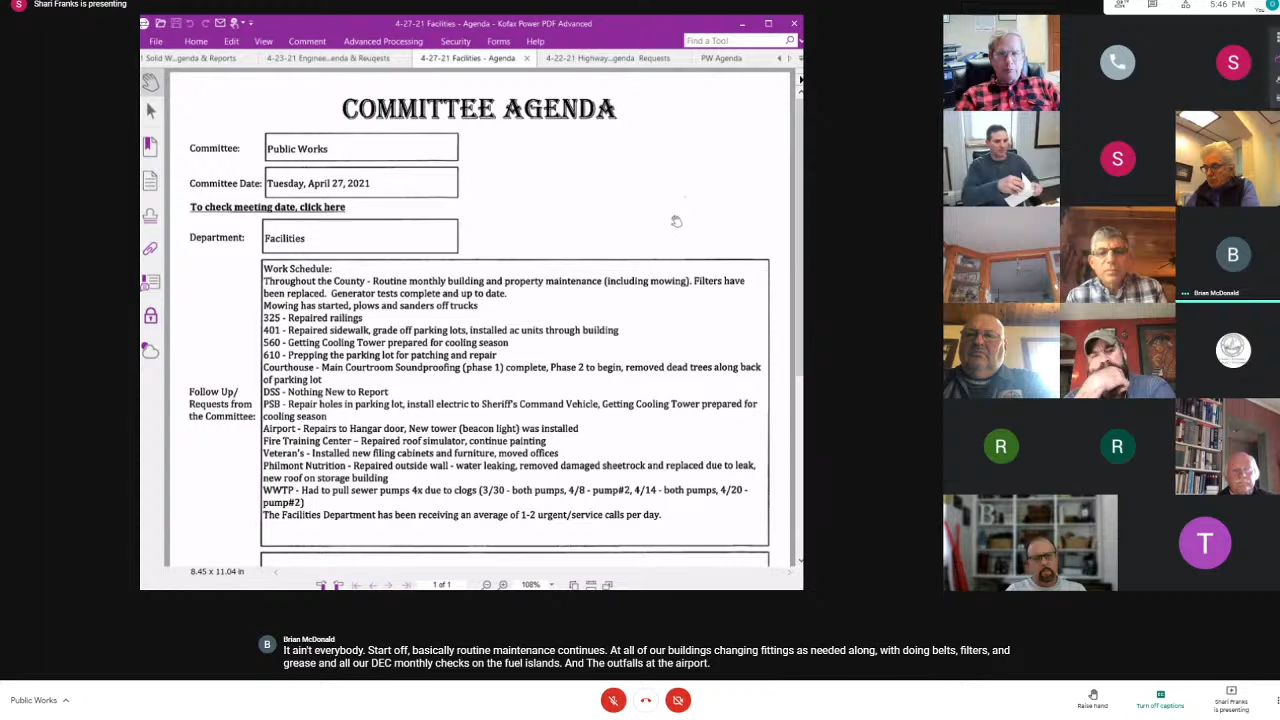 Shari Franks is presenting
5:46 PM
You
4-27-21 Facilities - Agenda - Kofax Power PDF Advanced
File Home Edit View Comment Advanced Processing Security Forms Help
Find a Tool
1 Solid W...genda & Reports 4-23-21 Enginee...enda & Reuqests 4-27-21 Facilities - Agenda 4-22-21 Highway...genda Requests PW Agenda
COMMITTEE AGENDA
Committee: Public Works
Committee Date: Tuesday, April 27, 2021
To check meeting date, click here
Department: Facilities
Work Schedule:
Throughout the County - Routine monthly building and property maintenance (including mowing). Filters have
been replaced. Generator tests complete and up to date.
Mowing has started, plows and sanders off trucks
325 - Repaired railings
401 - Repaired sidewalk, grade off parking lots, installed ac units through building
560 - Getting Cooling Tower prepared for cooling season
610 - Prepping the parking lot for patching and repair
Courthouse - Main Courtroom Soundproofing (phase 1) complete, Phase 2 to begin, removed dead trees along back
of parking lot
Follow Up/
Requests from
the Committee:
DSS - Nothing New to Report
PSB - Repair holes in parking lot, install electric to Sheriff's Command Vehicle, Getting Cooling Tower prepared for
cooling season
Airport - Repairs to Hangar door, New tower (beacon light) was installed
Fire Training Center – Repaired roof simulator, continue painting
Veteran's - Installed new filing cabinets and furniture, moved offices
Philmont Nutrition - Repaired outside wall - water leaking, removed damaged sheetrock and replaced due to leak,
new roof on storage building
WWTP - Had to pull sewer pumps 4x due to clogs (3/30 - both pumps, 4/8 - pump#2, 4/14 - both pumps, 4/20 -
pump#2)
The Facilities Department has been receiving an average of 1-2 urgent/service calls per day.
8.45 x 11.04 in
1 of 1
108%
S
S
B
Brian McDonald
R
R
T
B
Brian McDonald
It ain't everybody. Start off, basically routine maintenance continues. At all of our buildings changing fittings as needed along, with doing belts, filters, and
grease and all our DEC monthly checks on the fuel islands. And The outfalls at the airport.
Public Works
Raise hand
Turn off captions
Shari Franks
is presenting